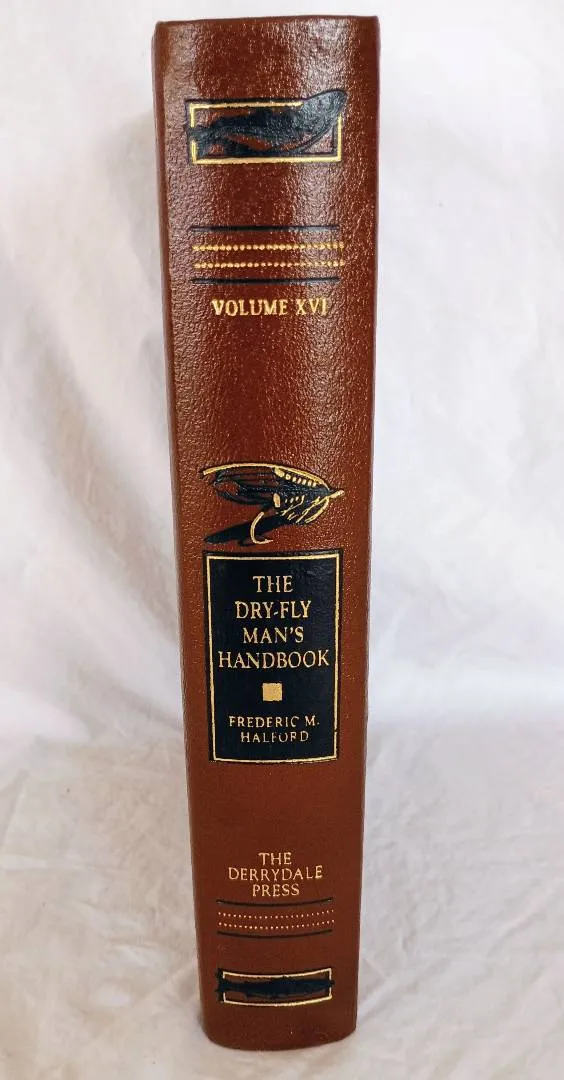 VOLUME XVI
THE
DRY-FLY
MAN'S
HANDBOOK
FREDERIC M.
HALFORD
THE
DERRYDALE
PRESS